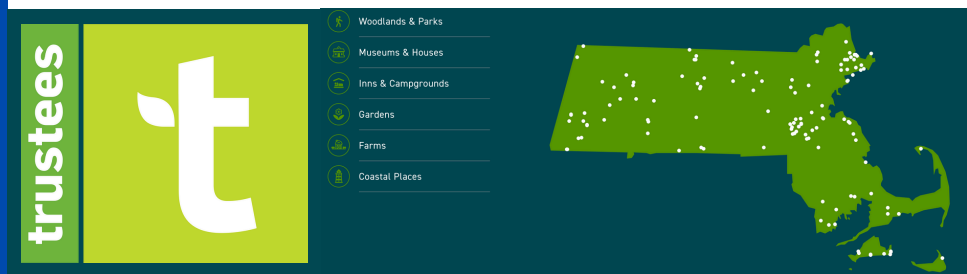 trustees
t
Woodlands & Parks
Museums & Houses
Inns & Campgrounds
Gardens
Farms
Coastal Places